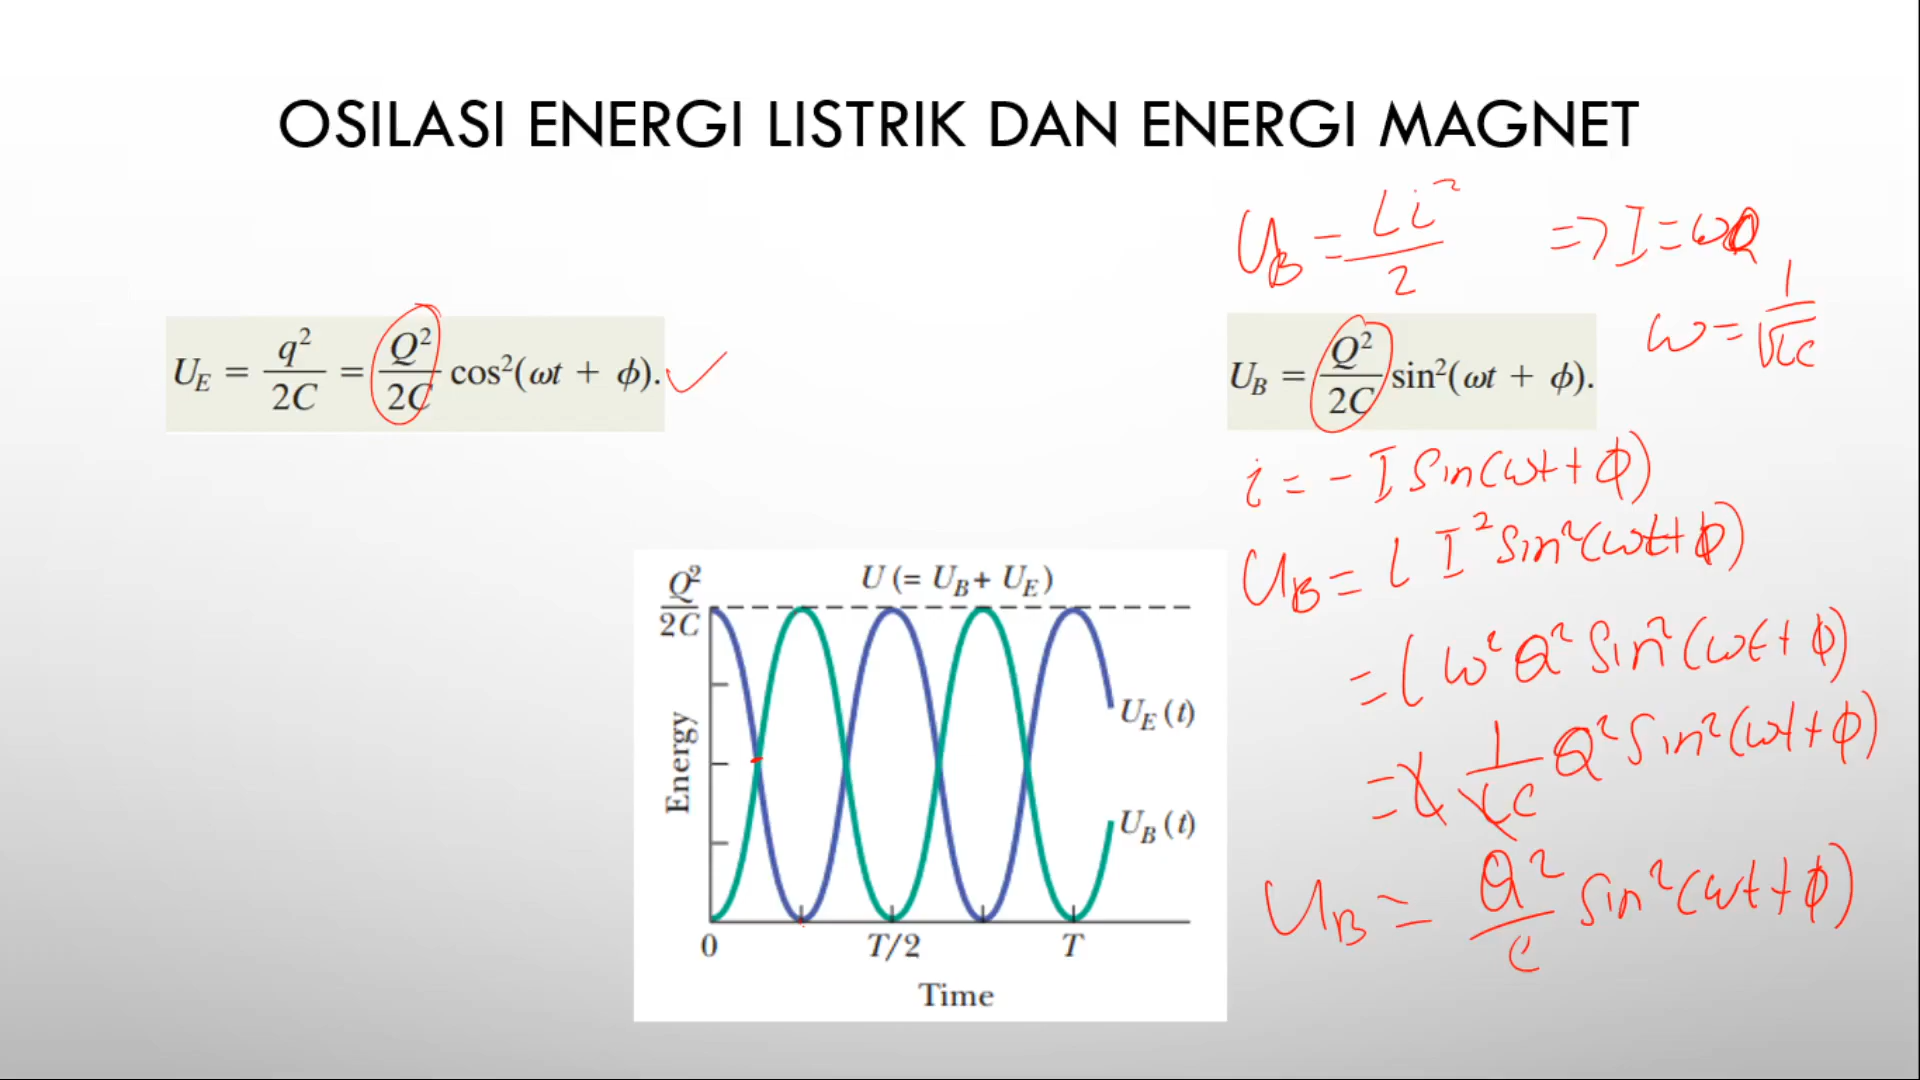 OSILASI ENERGI LISTRIK DAN ENERGI MAGNET
U_E = q²/2C = Q²/2C cos²(ωt + ϕ). ✓
U_B = Li²/2 => I = ωQ
ω = 1/√LC
U_B = Q²/2C sin²(ωt + ϕ).
i = - I Sin(ωt + ϕ)
U_B = L I² Sin²(ωt + ϕ)
= L ω² Q² Sin²(ωt + ϕ)
= L 1/LC Q² Sin²(ωt + ϕ)
U_B = Q²/C Sin²(ωt + ϕ)
Q²/2C
U (= U_B + U_E)
Energy
U_E (t)
U_B (t)
0 T/2 T
Time